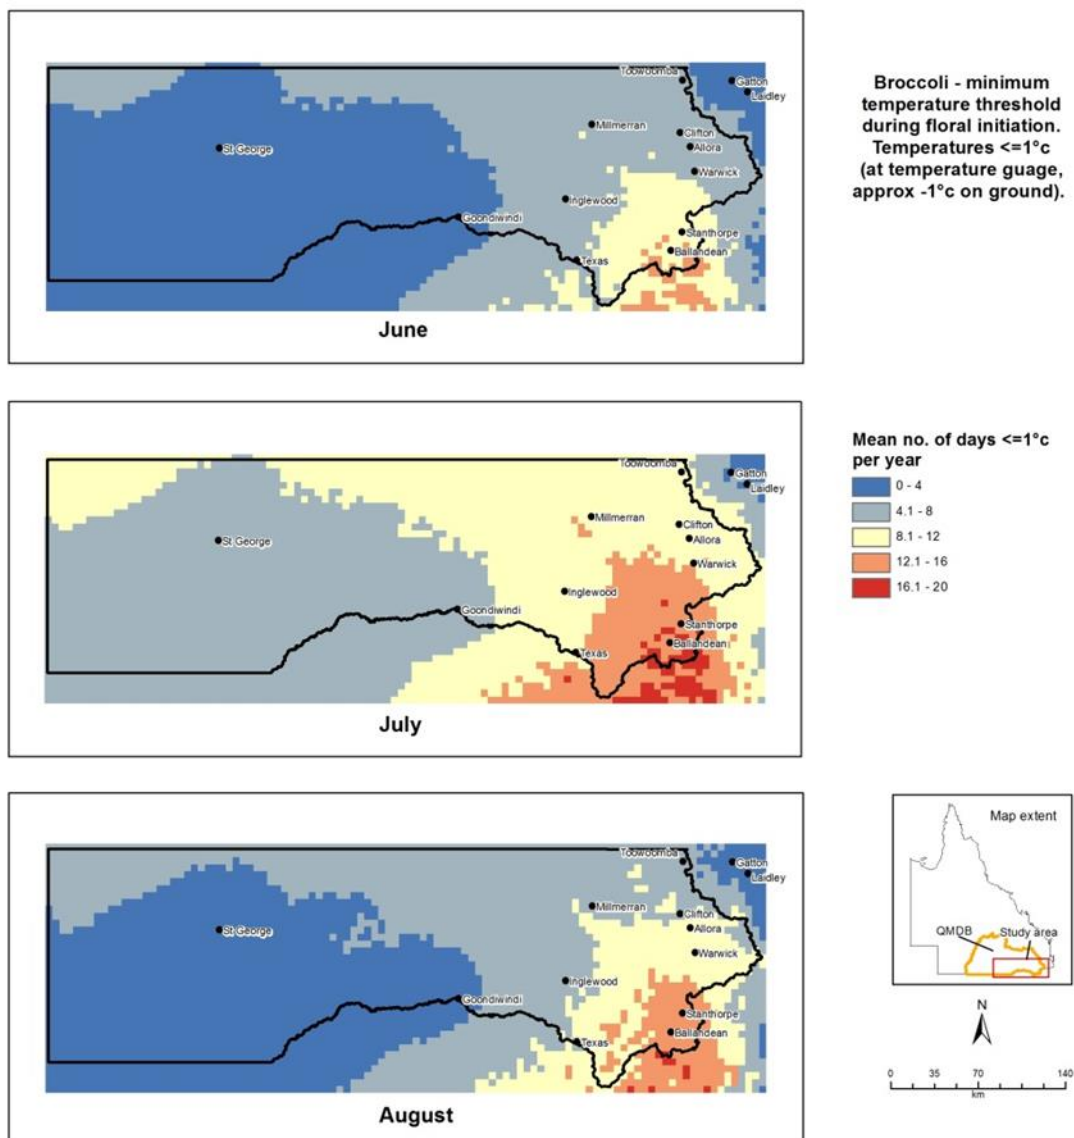 Toowoomba
Gatton
Laidley
Millmerran
Clifton
Allora
St George
Warwick
Inglewood
Goondiwindi
Stanthorpe
Ballandean
Texas
June
Broccoli - minimum
temperature threshold
during floral initiation.
Temperatures <=1°c
(at temperature guage,
approx -1°c on ground).
Toowoomba
Gatton
Laidley
Millmerran
Clifton
Allora
St George
Warwick
Inglewood
Goondiwindi
Stanthorpe
Ballandean
Texas
July
Mean no. of days <=1°c
per year
0 - 4
4.1 - 8
8.1 - 12
12.1 - 16
16.1 - 20
Toowoomba
Gatton
Laidley
Millmerran
Clifton
Allora
St George
Warwick
Inglewood
Goondiwindi
Stanthorpe
Ballandean
Texas
August
Map extent
QMDB
Study area
N
0 35 70 140
km